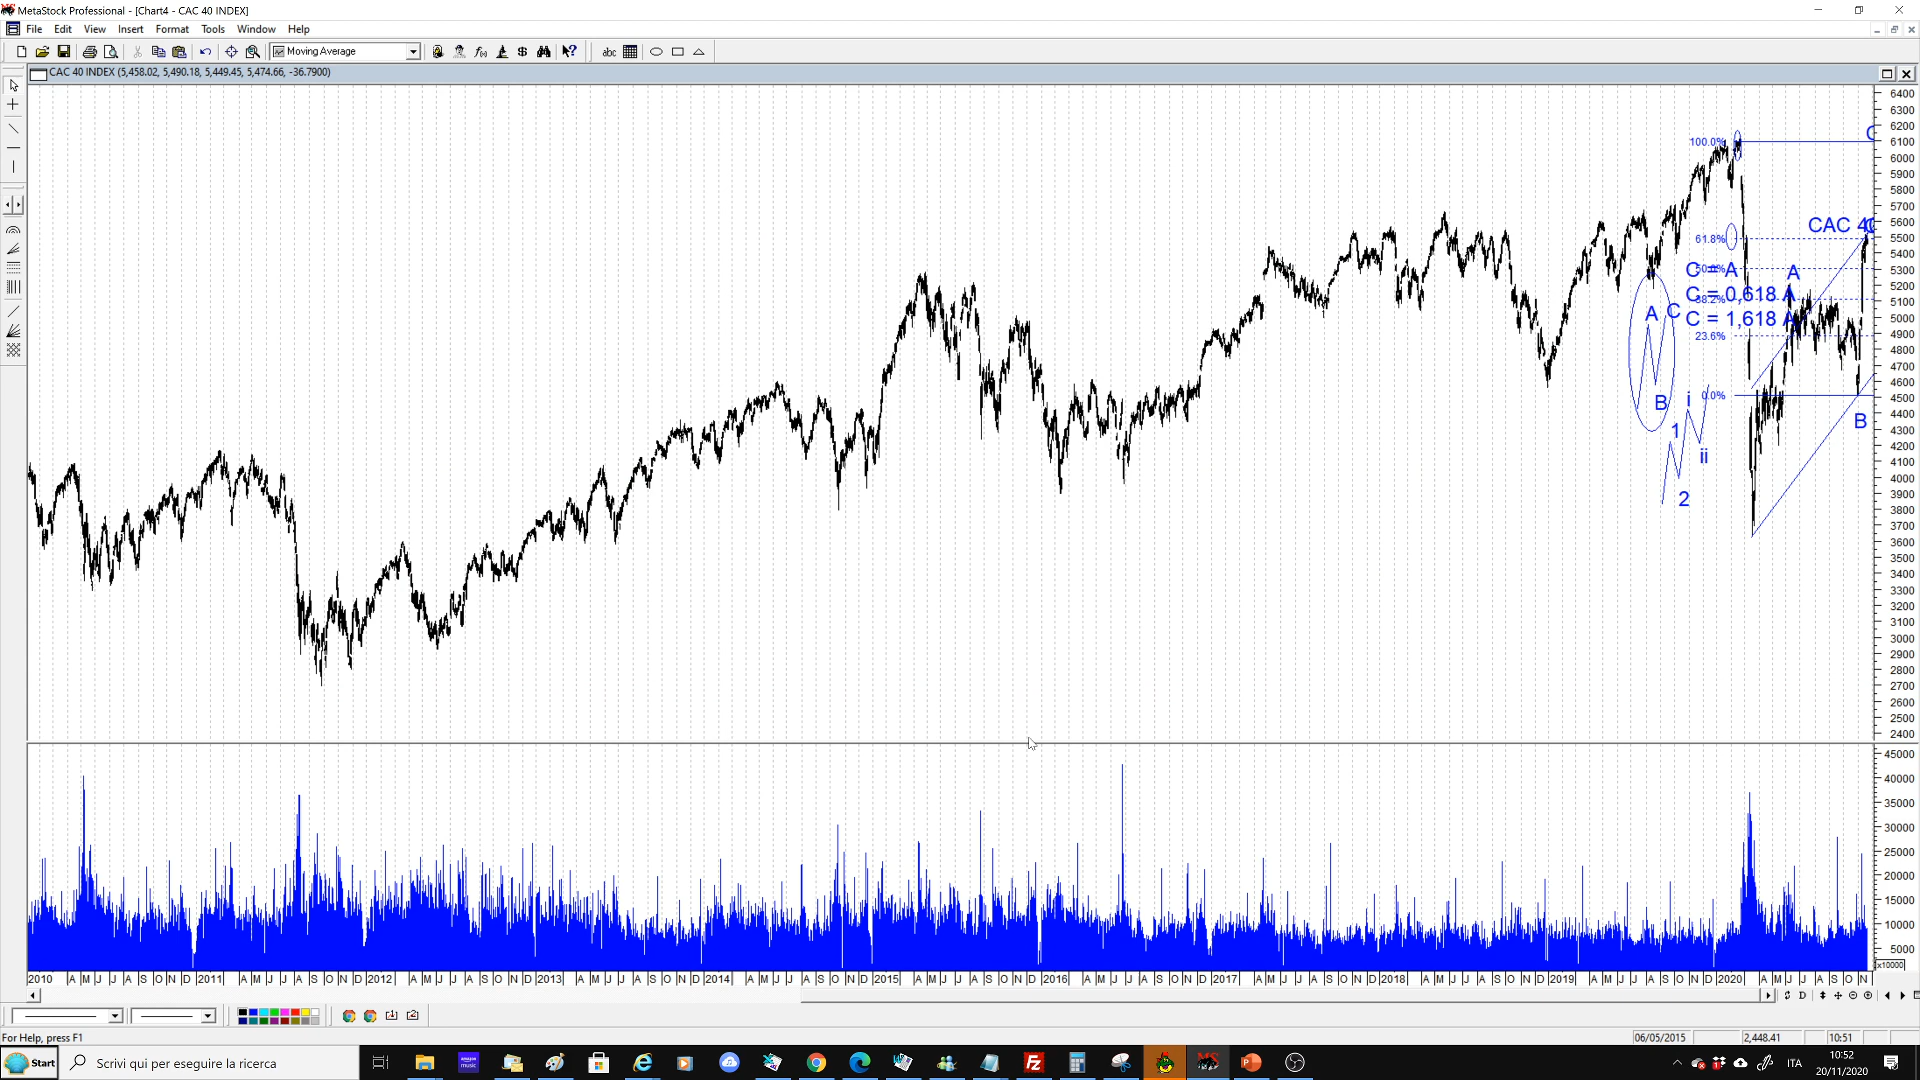 MetaStock Professional - [Chart4 - CAC 40 INDEX]
File Edit View Insert Format Tools Window Help
Moving Average
abc
CAC 40 INDEX (5,458.02, 5,490.18, 5,449.45, 5,474.66, -36.7900)
6400
6300
6200
6100
6000
5900
5800
5700
5600
5500
5400
5300
5200
5100
5000
4900
4800
4700
4600
4500
4400
4300
4200
4100
4000
3900
3800
3700
3600
3500
3400
3300
3200
3100
3000
2900
2800
2700
2600
2500
2400
100.0%
CAC 40
61.8%
50.0%
C = A
A
38.2%
C = 0,618 A
A C
C = 1,618 A
23.6%
B
i
0.0%
B
1
ii
2
45000
40000
35000
30000
25000
20000
15000
10000
5000
x10000
2010 A M J J A S O N D 2011 A M J J A S O N D 2012 A M J J A S O N D 2013 A M J J A S O N D 2014 A M J J A S O N D 2015 A M J J A S O N D 2016 A M J J A S O N D 2017 A M J J A S O N D 2018 A M J J A S O N D 2019 A M J J A S O N D 2020 A M J J A S O N
D
For Help, press F1
06/05/2015 2,448.41 10:51
Start
Scrivi qui per eseguire la ricerca
ITA
10:52
20/11/2020